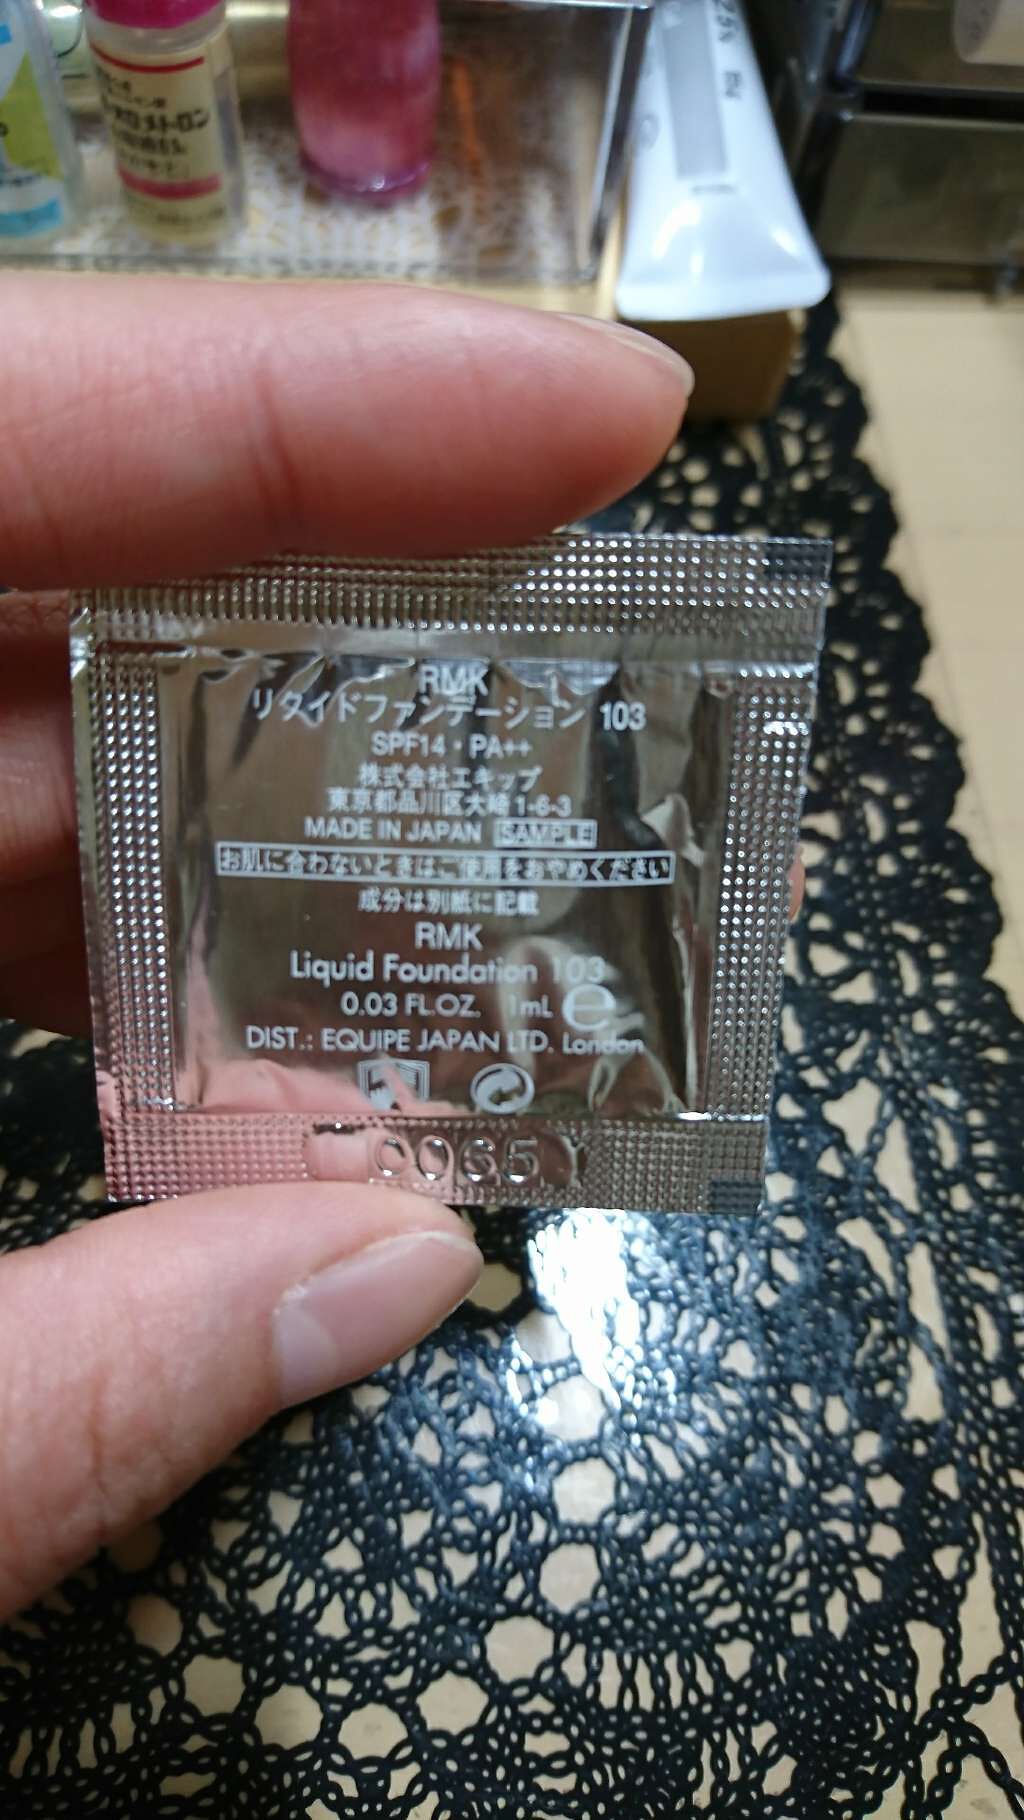 RMK
リクイドファンデーション 103
SPF14・PA++
株式会社エキップ
東京都品川区大崎1-6-3
MADE IN JAPAN SAMPLE
お肌に合わないときはご使用をおやめください
成分は別紙に記載
RMK
Liquid Foundation 103
0.03 FL.OZ. 1mL e
DIST.: EQUIPE JAPAN LTD. London
0065